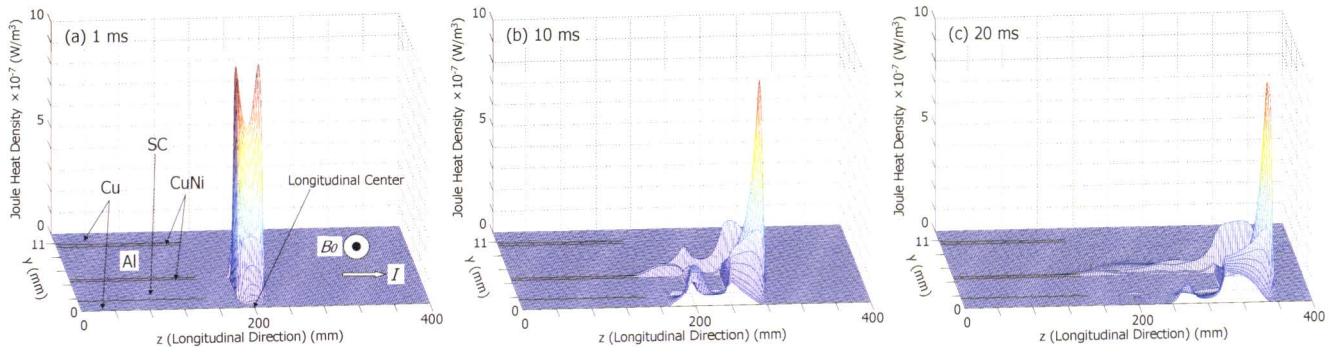 (a) 1 ms
10
5
0
11
0
Joule Heat Density ×10⁻⁷ (W/m³)
Y (mm)
Cu
SC
CuNi
Al
Longitudinal Center
B₀
I
0
200
400
z (Longitudinal Direction) (mm)
(b) 10 ms
10
5
0
11
0
Joule Heat Density ×10⁻⁷ (W/m³)
Y (mm)
0
200
400
z (Longitudinal Direction) (mm)
(c) 20 ms
10
5
0
11
0
Joule Heat Density ×10⁻⁷ (W/m³)
Y (mm)
0
200
400
z (Longitudinal Direction) (mm)